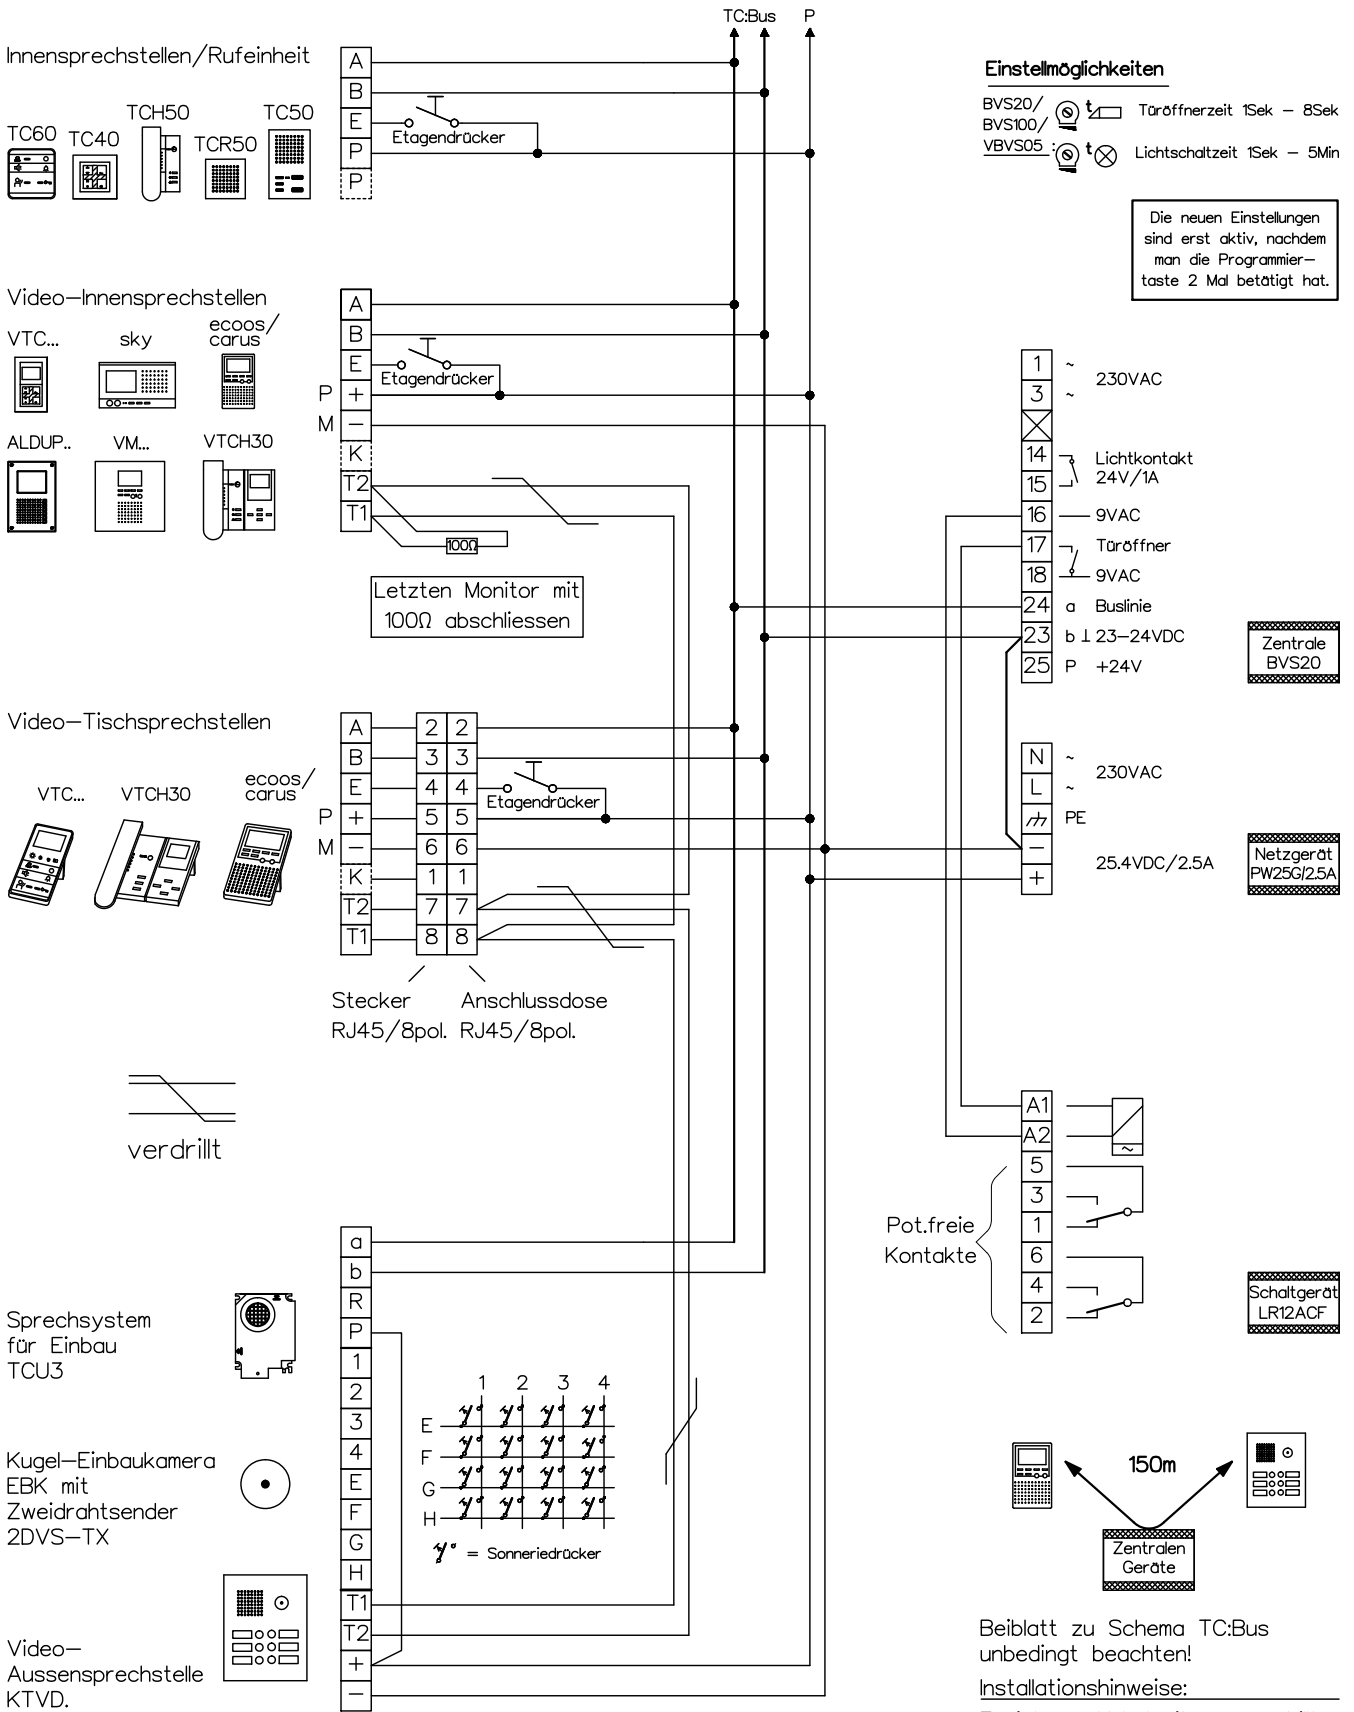 TC:Bus P
Innensprechstellen/Rufeinheit
TC60 TC40 TCH50 TCR50 TC50
A
B
E
P
P
Etagendrücker
Einstellmöglichkeiten
BVS20/
BVS100/
VBVS05 :
t Türöffnerzeit 1Sek – 8Sek
t Lichtschaltzeit 1Sek – 5Min
Die neuen Einstellungen
sind erst aktiv, nachdem
man die Programmier–
taste 2 Mal betätigt hat.
Video–Innensprechstellen
VTC... sky ecoos/
carus
ALDUP.. VM... VTCH30
A
B
E
P +
M –
K
T2
T1
Etagendrücker
100Ω
Letzten Monitor mit
100Ω abschliessen
1 ~
230VAC
3 ~
14
Lichtkontakt
24V/1A
15
16 9VAC
17 Türöffner
18 9VAC
24 a Buslinie
23 b ⊥ 23–24VDC
25 P +24V
Zentrale
BVS20
Video–Tischsprechstellen
VTC... VTCH30 ecoos/
carus
A 2 2
B 3 3
E 4 4
P + 5 5
M – 6 6
K 1 1
T2 7 7
T1 8 8
Etagendrücker
Stecker
RJ45/8pol.
Anschlussdose
RJ45/8pol.
N ~
230VAC
L ~
PE
–
25.4VDC/2.5A
+
Netzgerät
PW25G/2.5A
verdrillt
A1
A2
~
5
3
1
6
4
2
Pot.freie
Kontakte
Schaltgerät
LR12ACF
Sprechsystem
für Einbau
TCU3
Kugel–Einbaukamera
EBK mit
Zweidrahtsender
2DVS–TX
Video–
Aussensprechstelle
KTVD.
a
b
R
P
1
2
3
4
E
F
G
H
T1
T2
+
–
1 2 3 4
E
F
G
H
= Sonneriedrücker
150m
Zentralen
Geräte
Beiblatt zu Schema TC:Bus
unbedingt beachten!
Installationshinweise: